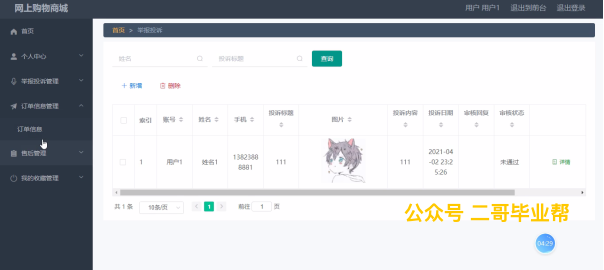 网上购物商城 用户 用户1 退出到前台 退出登录
首页
个人中心
举报投诉管理
订单信息管理
订单信息
售后管理
我的收藏管理
首页 > 举报投诉
姓名 投诉标题 查询
+ 新增 删除
索引 账号 姓名 手机 投诉标题 图片 投诉内容 投诉日期 审核回复 审核状态
1 用户1 姓名1 13823888881 111 111 2021-04-02 23:25:26 未通过 详情
共 1 条 10条/页 1 前往 1 页
公众号 二哥毕业帮
04:29